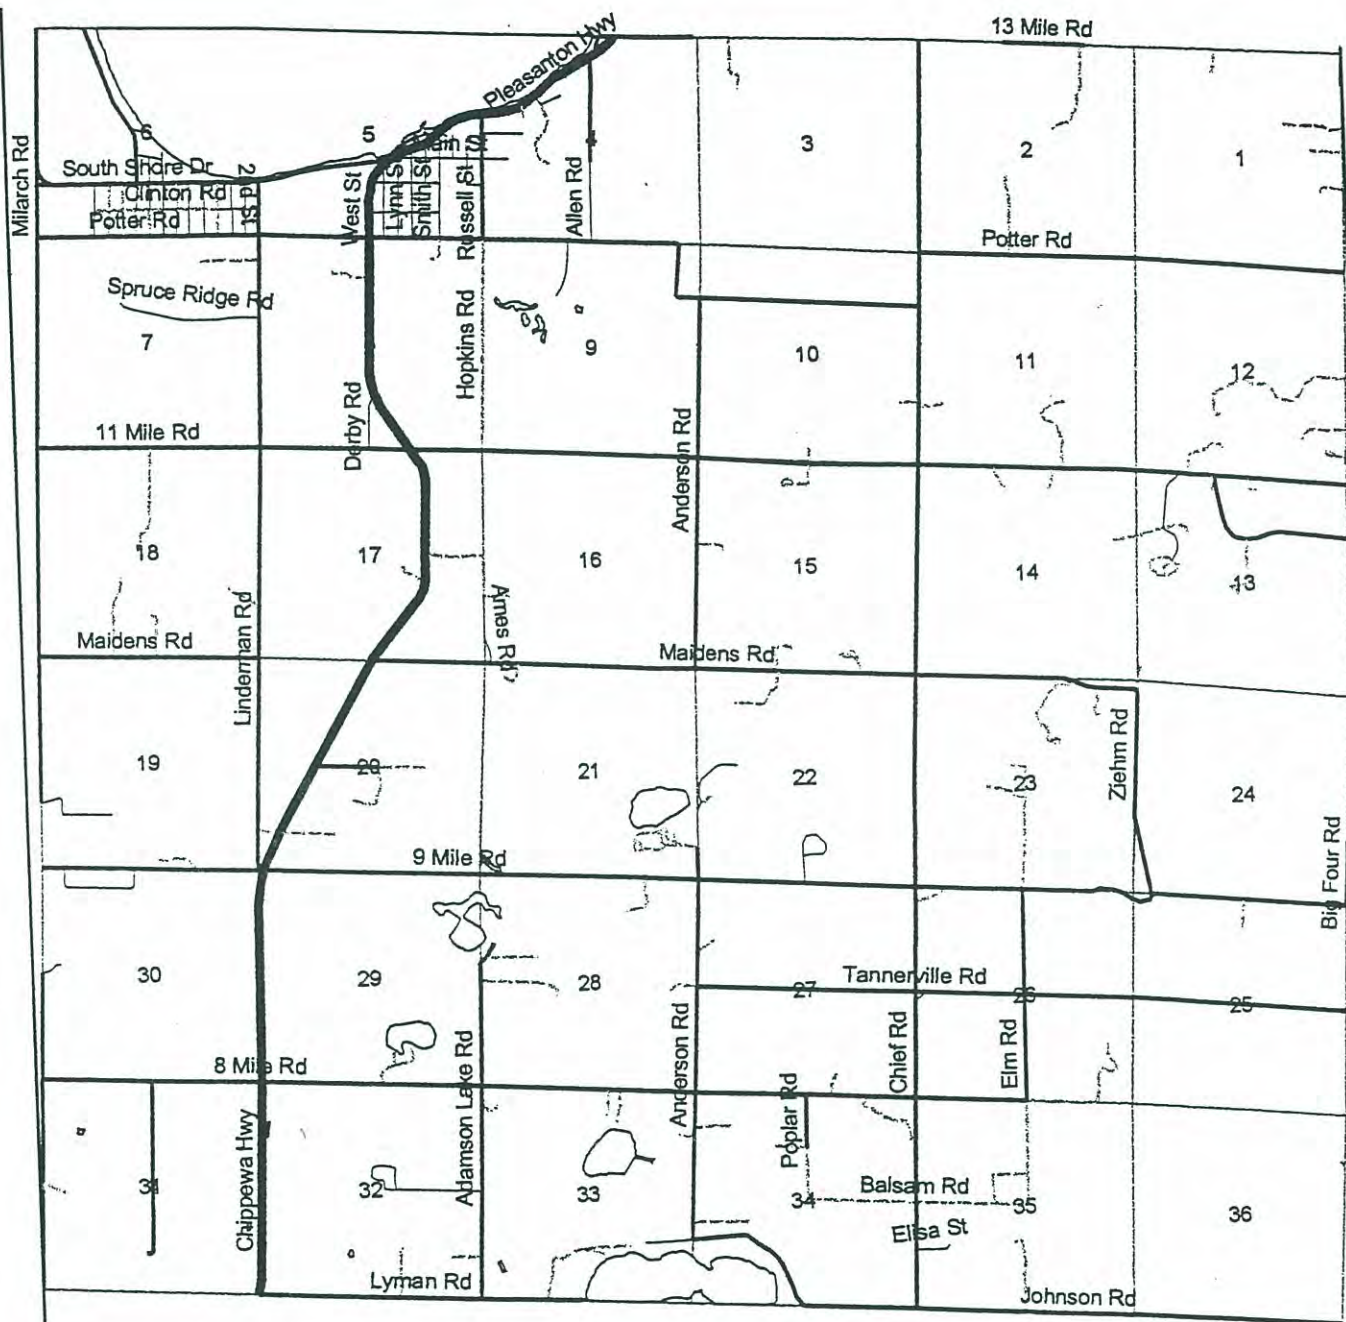 13 Mile Rd
Pleasanton Hwy
Milarch Rd
6
5
4
3
2
1
South Shore Dr
2nd St
Clinton Rd
Potter Rd
West St
Lynn St
Smith St
Russell St
Allen Rd
Potter Rd
Spruce Ridge Rd
Hopkins Rd
7
9
10
11
12
Derby Rd
11 Mile Rd
Anderson Rd
18
17
16
15
14
13
Linderman Rd
Ames Rd
Maidens Rd
Maidens Rd
Ziehm Rd
19
20
21
22
23
24
9 Mile Rd
Big Four Rd
30
29
28
27
Tannerville Rd
26
25
Anderson Rd
Chief Rd
Elm Rd
8 Mile Rd
Adamson Lake Rd
Poplar Rd
Chippewa Hwy
31
32
33
34
Balsam Rd
35
36
Elisa St
Lyman Rd
Johnson Rd